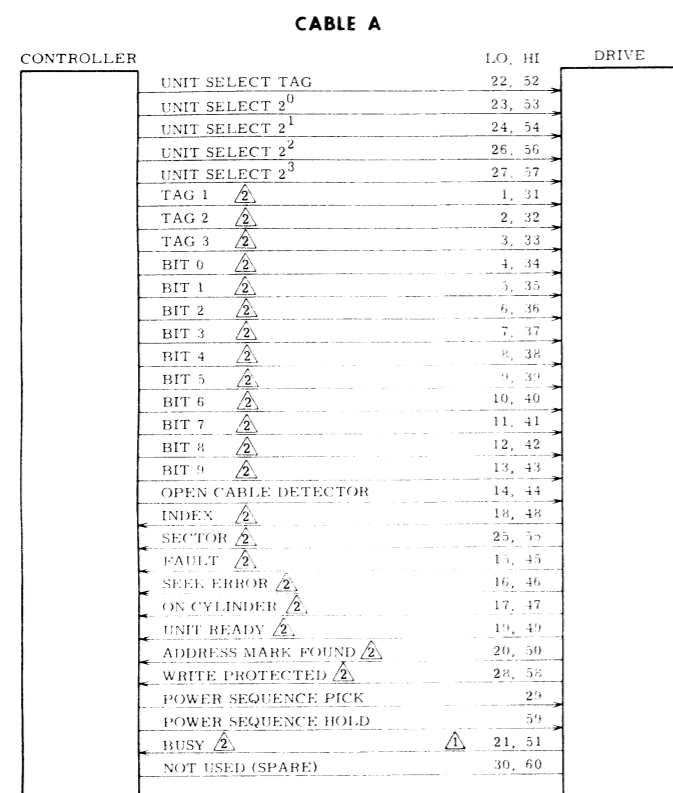 CABLE A
CONTROLLER LO, HI DRIVE
UNIT SELECT TAG 22, 52
UNIT SELECT 2^0 23, 53
UNIT SELECT 2^1 24, 54
UNIT SELECT 2^2 26, 56
UNIT SELECT 2^3 27, 57
TAG 1 2 1, 31
TAG 2 2 2, 32
TAG 3 2 3, 33
BIT 0 2 4, 34
BIT 1 2 5, 35
BIT 2 2 6, 36
BIT 3 2 7, 37
BIT 4 2 8, 38
BIT 5 2 9, 39
BIT 6 2 10, 40
BIT 7 2 11, 41
BIT 8 2 12, 42
BIT 9 2 13, 43
OPEN CABLE DETECTOR 14, 44
INDEX 2 18, 48
SECTOR 2 25, 55
FAULT 2 15, 45
SEEK ERROR 2 16, 46
ON CYLINDER 2 17, 47
UNIT READY 2 19, 49
ADDRESS MARK FOUND 2 20, 50
WRITE PROTECTED 2 28, 58
POWER SEQUENCE PICK 29
POWER SEQUENCE HOLD 59
BUSY 2 1 21, 51
NOT USED (SPARE) 30, 60